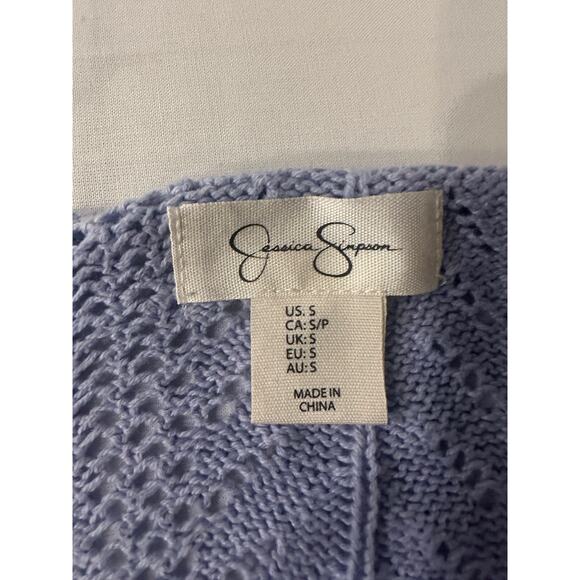 Jessica Simpson
US: S
CA: S/P
UK: S
EU: S
AU: S
MADE IN
CHINA